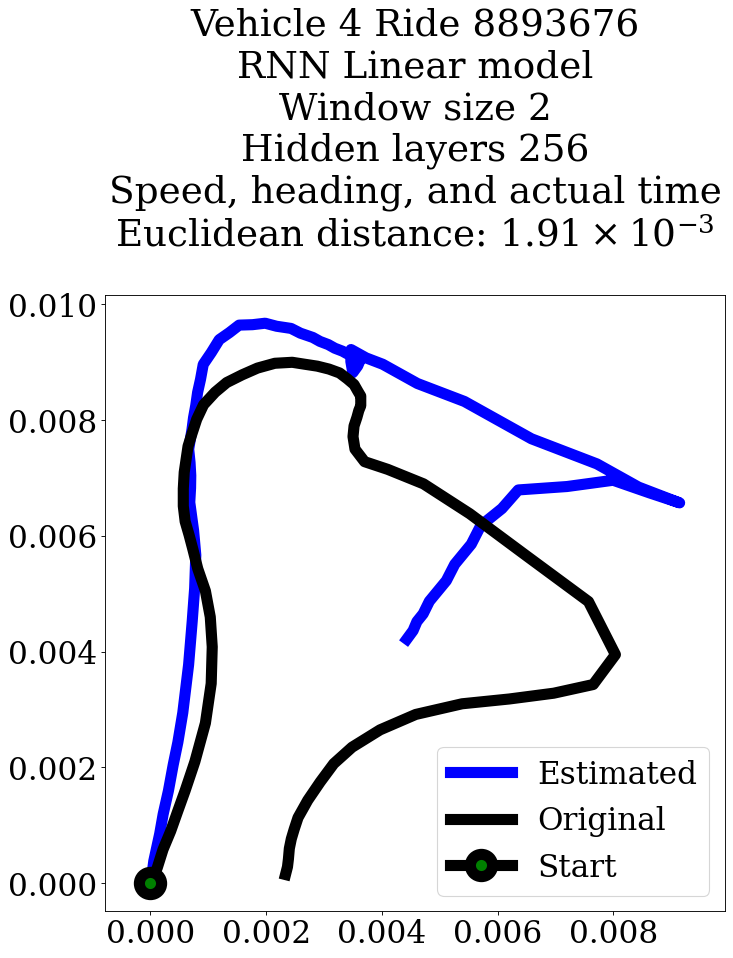 Vehicle 4 Ride 8893676
RNN Linear model
Window size 2
Hidden layers 256
Speed, heading, and actual time
Euclidean distance: 1.91 × 10⁻³
0.010
0.008
0.006
0.004
0.002
0.000
Estimated
Original
Start
0.000 0.002 0.004 0.006 0.008